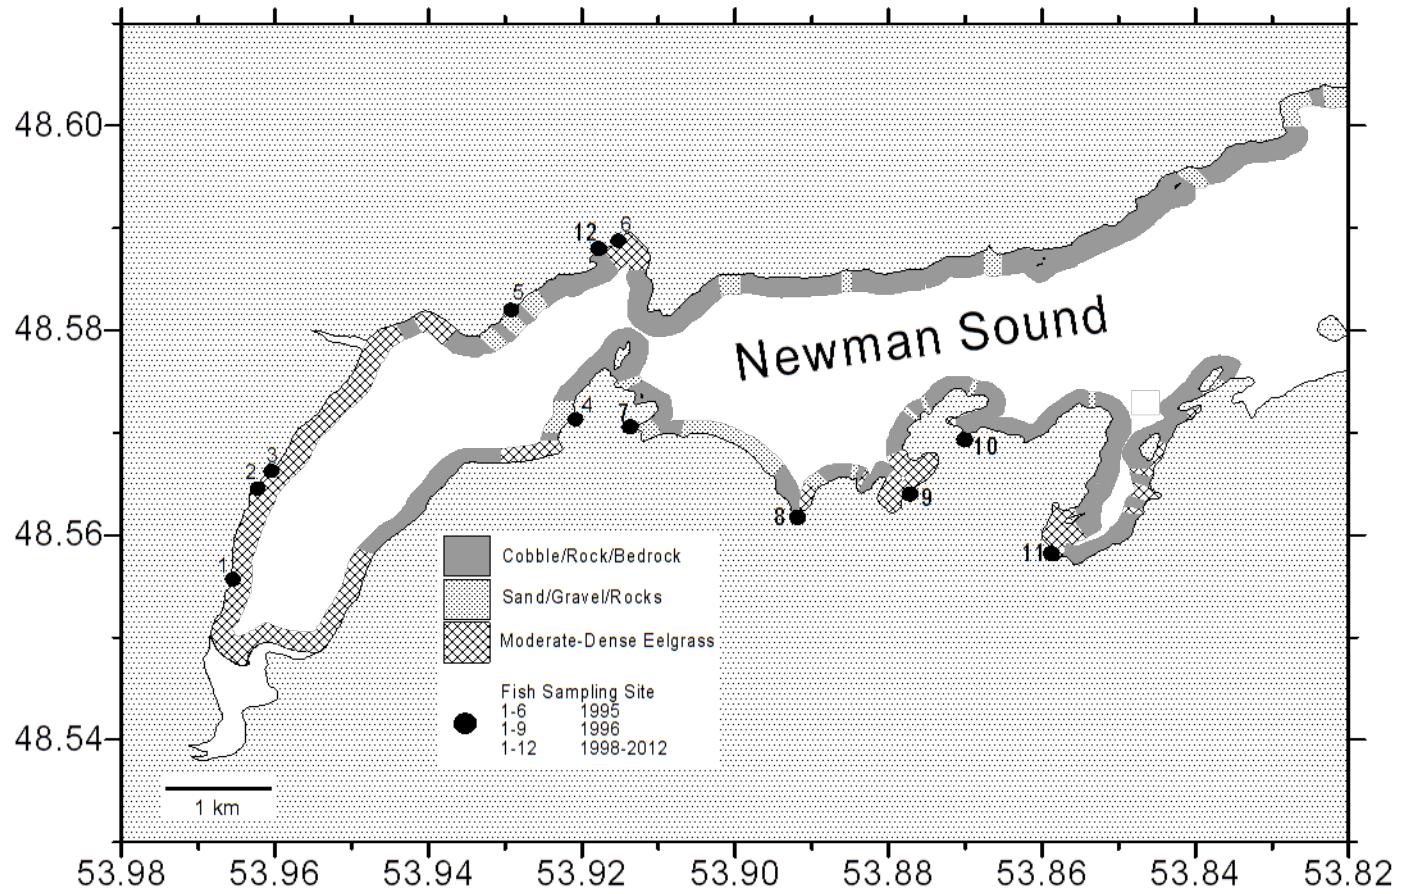 48.60
48.58
48.56
48.54
12
6
5
Newman Sound
4
7
3
2
10
9
8
11
1
Cobble/Rock/Bedrock
Sand/Gravel/Rocks
Moderate-Dense Eelgrass
Fish Sampling Site
1-6 1995
1-9 1996
1-12 1998-2012
1 km
53.98 53.96 53.94 53.92 53.90 53.88 53.86 53.84 53.82